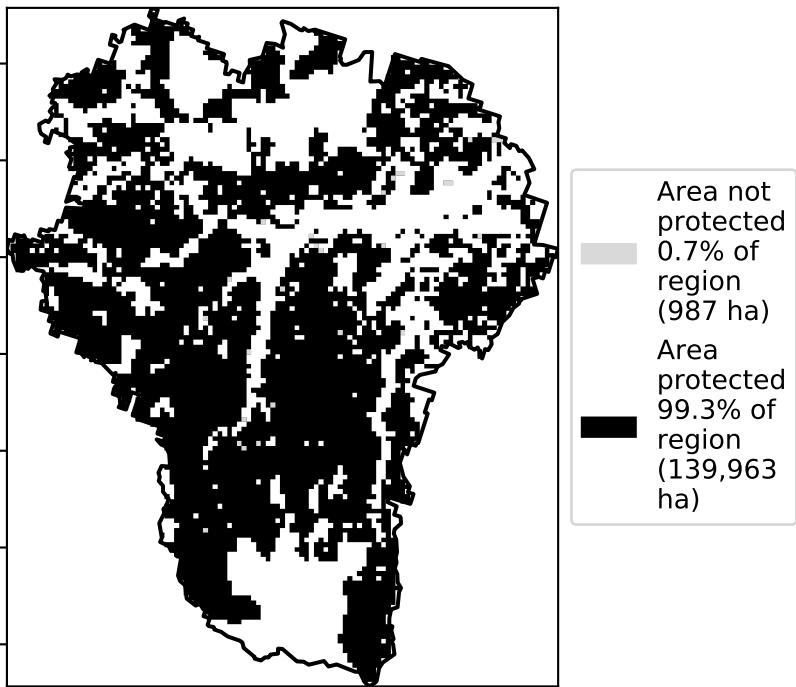 Area not
protected
0.7% of
region
(987 ha)
Area
protected
99.3% of
region
(139,963
ha)